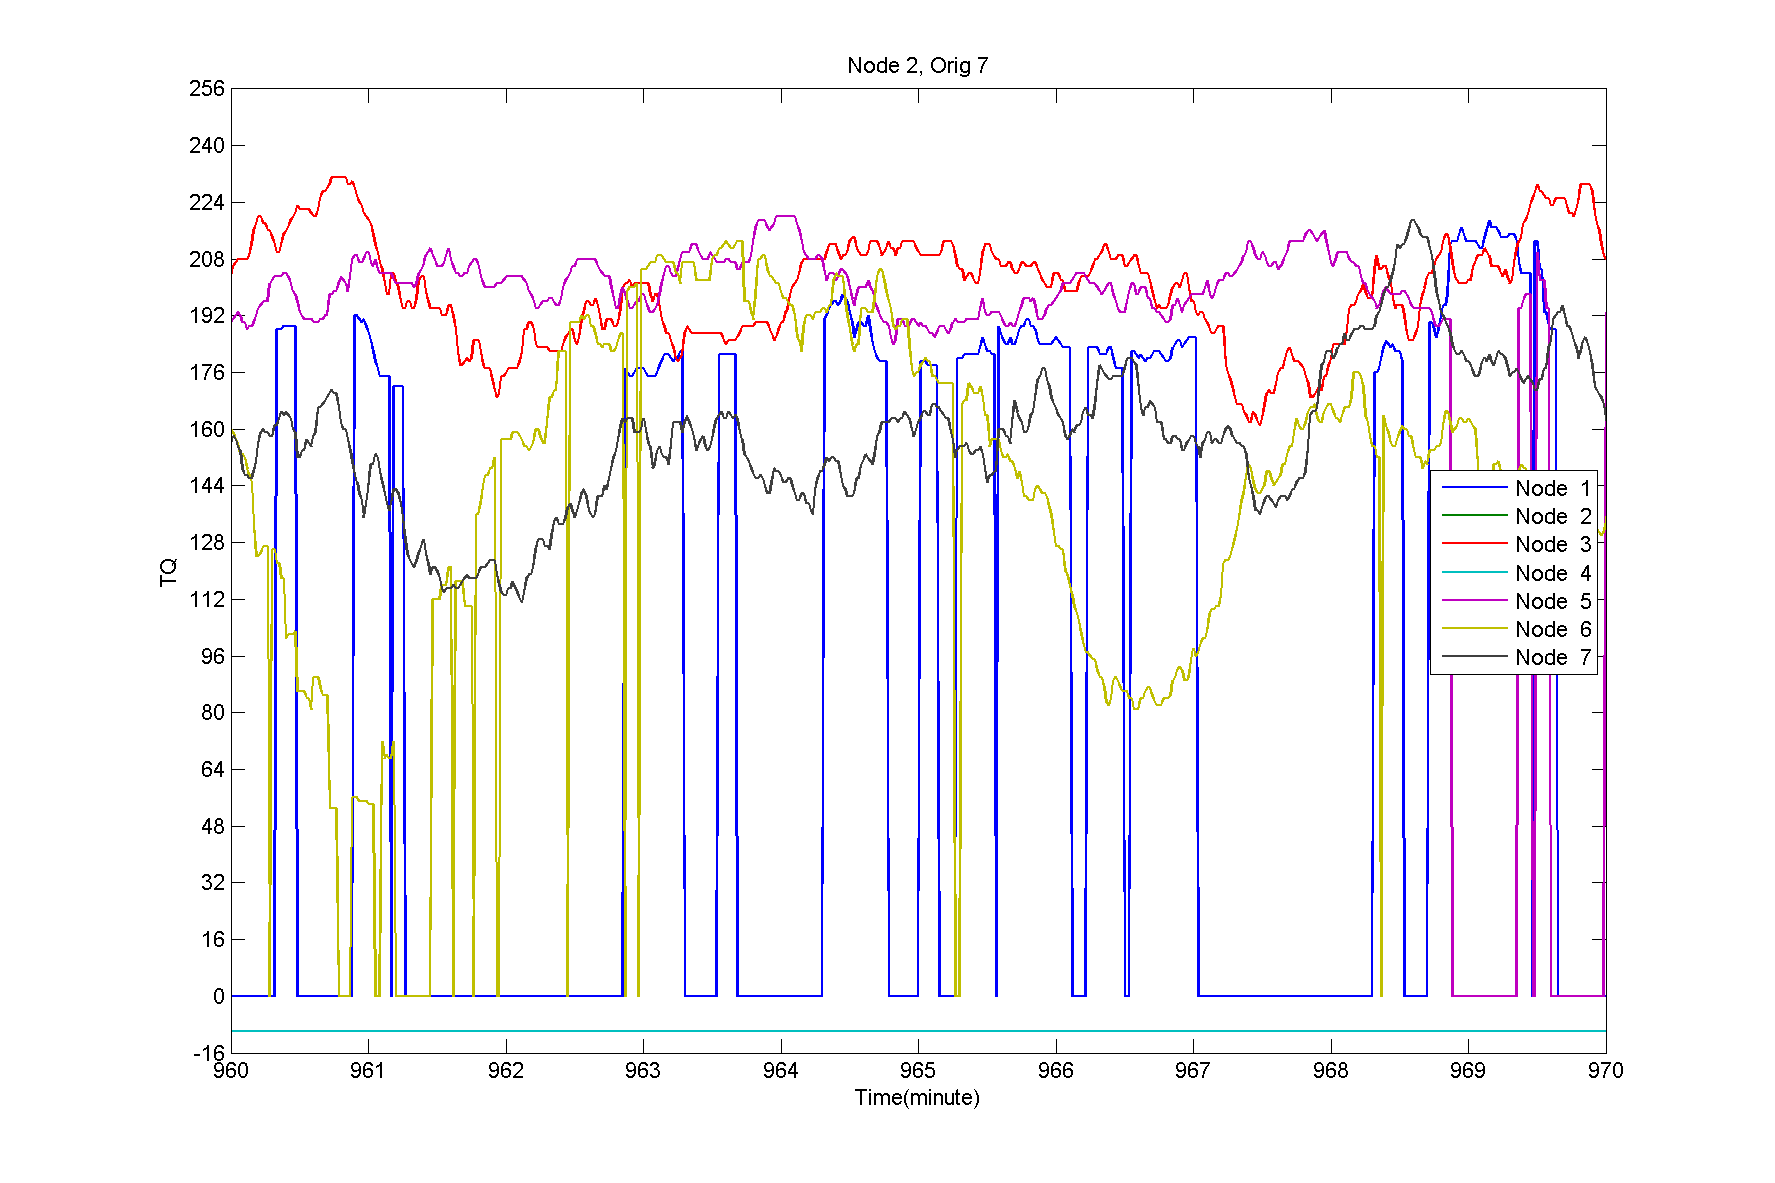 Node 2, Orig 7
256
240
224
208
192
176
160
144
128
112
96
80
64
48
32
16
0
-16
TQ
960 961 962 963 964 965 966 967 968 969 970
Time(minute)
Node 1
Node 2
Node 3
Node 4
Node 5
Node 6
Node 7